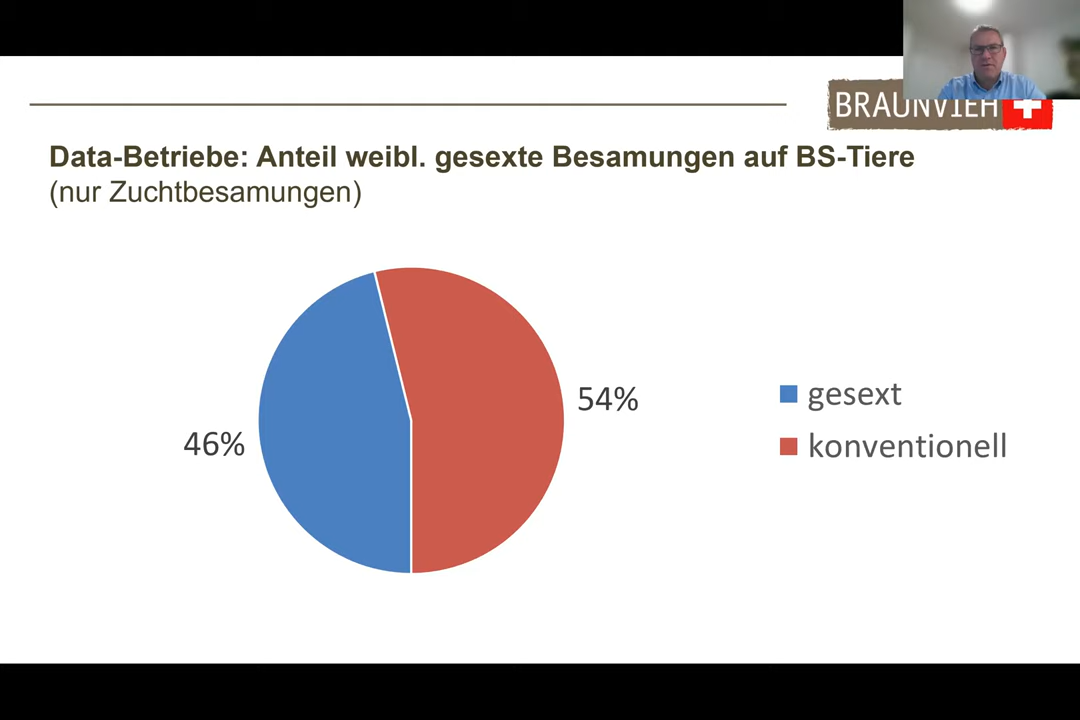 BRAUNVIEH
Data-Betriebe: Anteil weibl. gesexte Besamungen auf BS-Tiere
(nur Zuchtbesamungen)
54%
46%
gesext
konventionell